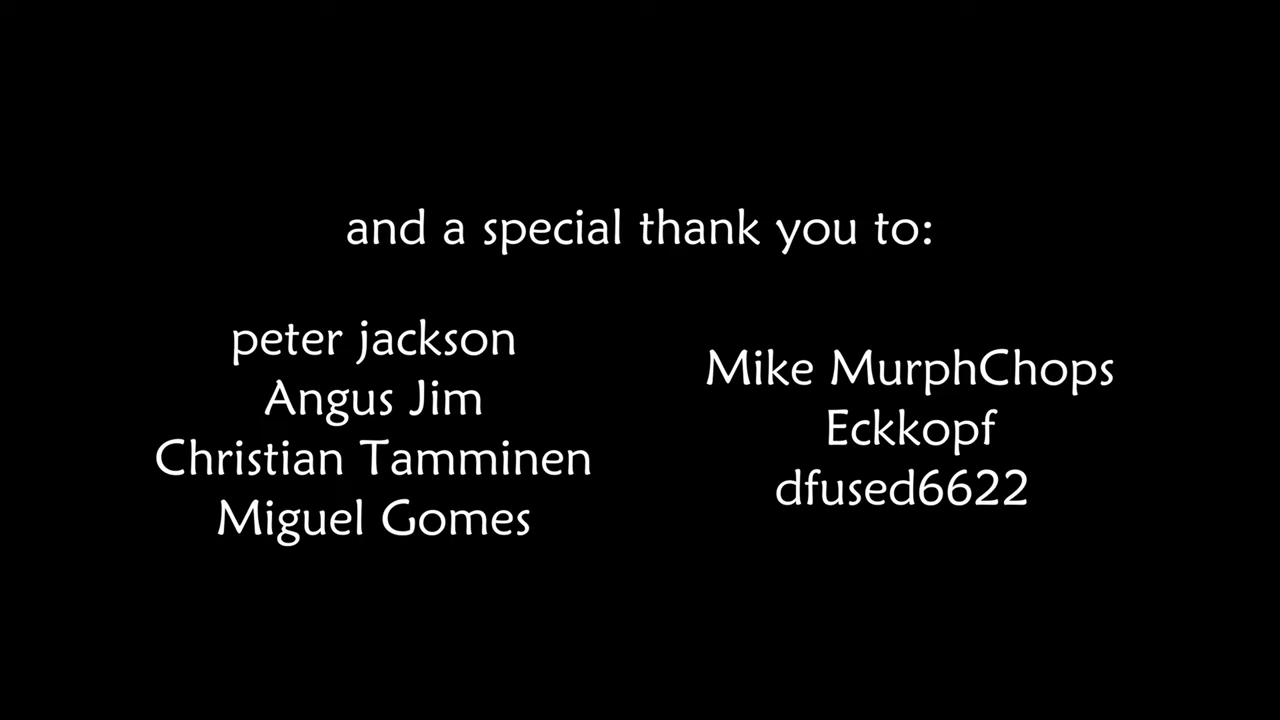 and a special thank you to:
peter jackson
Angus Jim
Christian Tamminen
Miguel Gomes
Mike MurphChops
Eckkopf
dfused6622